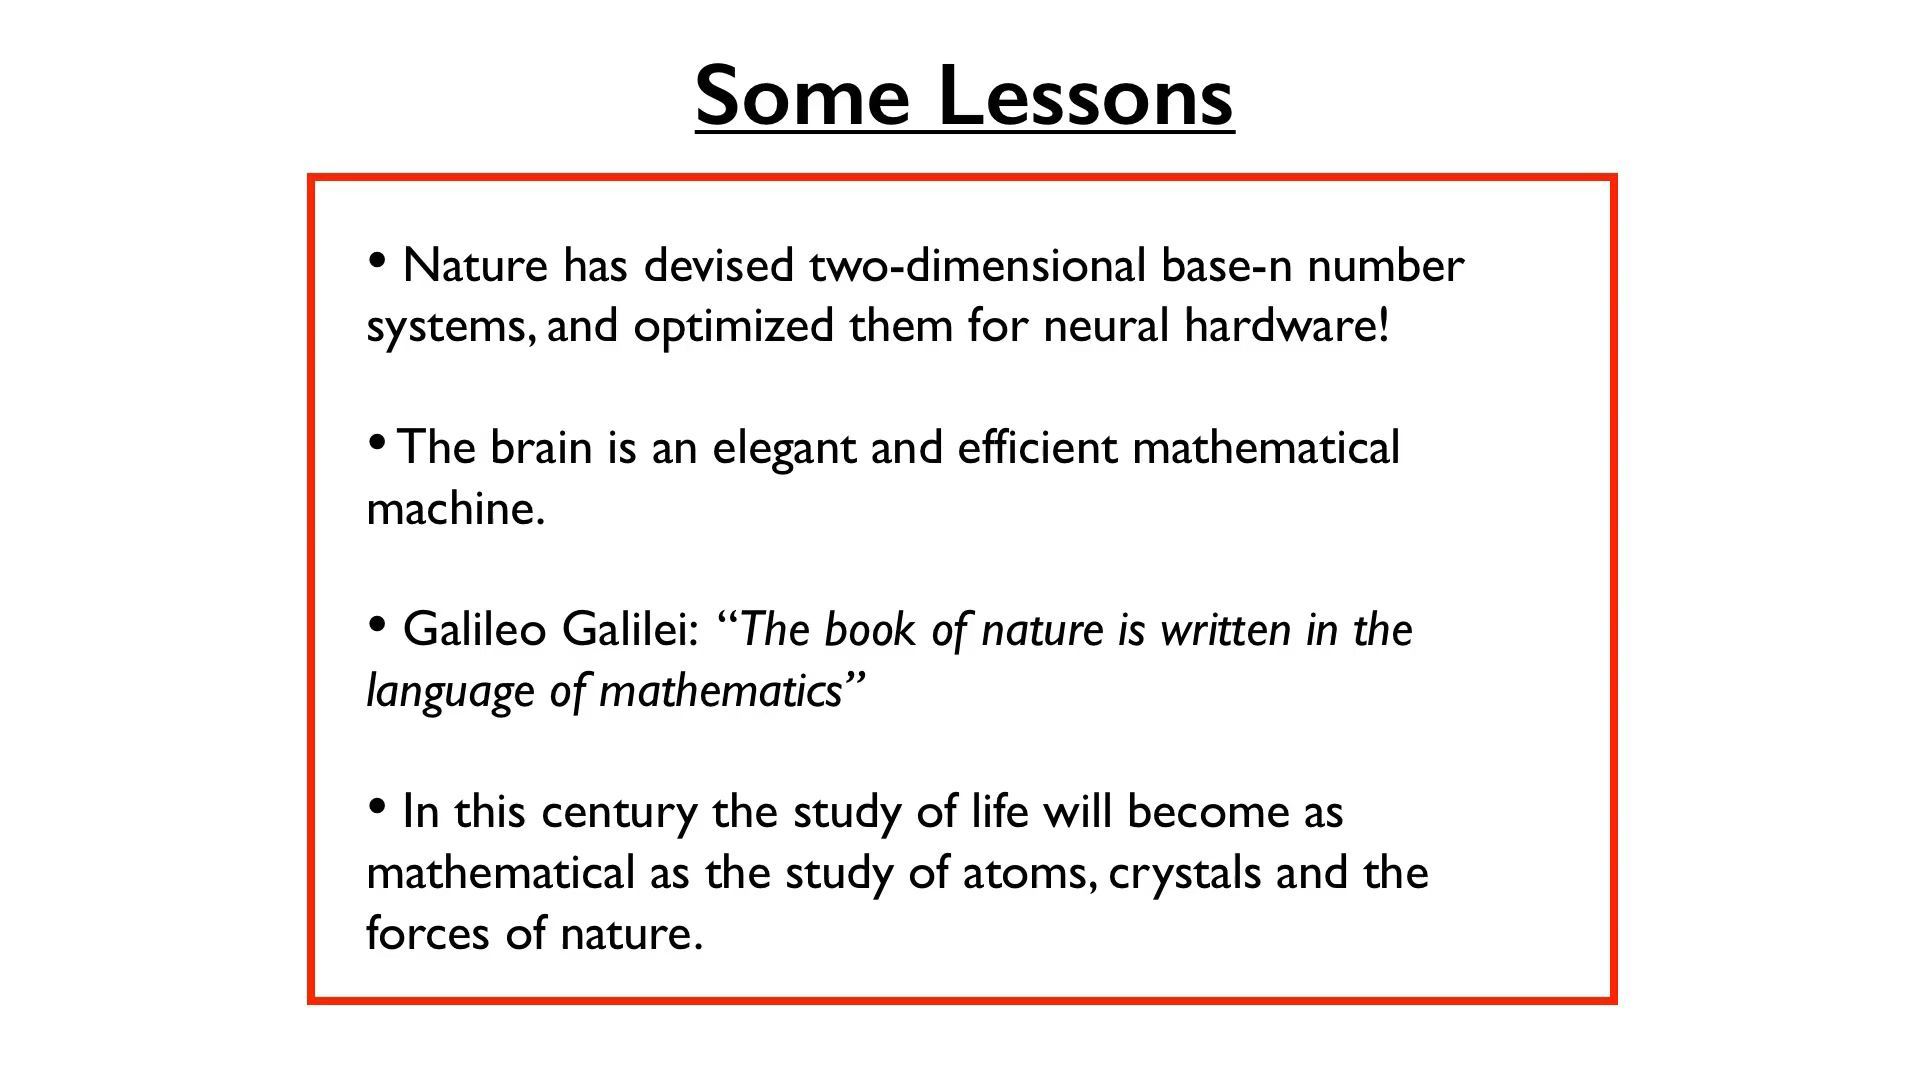 Some Lessons
• Nature has devised two-dimensional base-n number
systems, and optimized them for neural hardware!
• The brain is an elegant and efficient mathematical
machine.
• Galileo Galilei: “The book of nature is written in the
language of mathematics”
• In this century the study of life will become as
mathematical as the study of atoms, crystals and the
forces of nature.